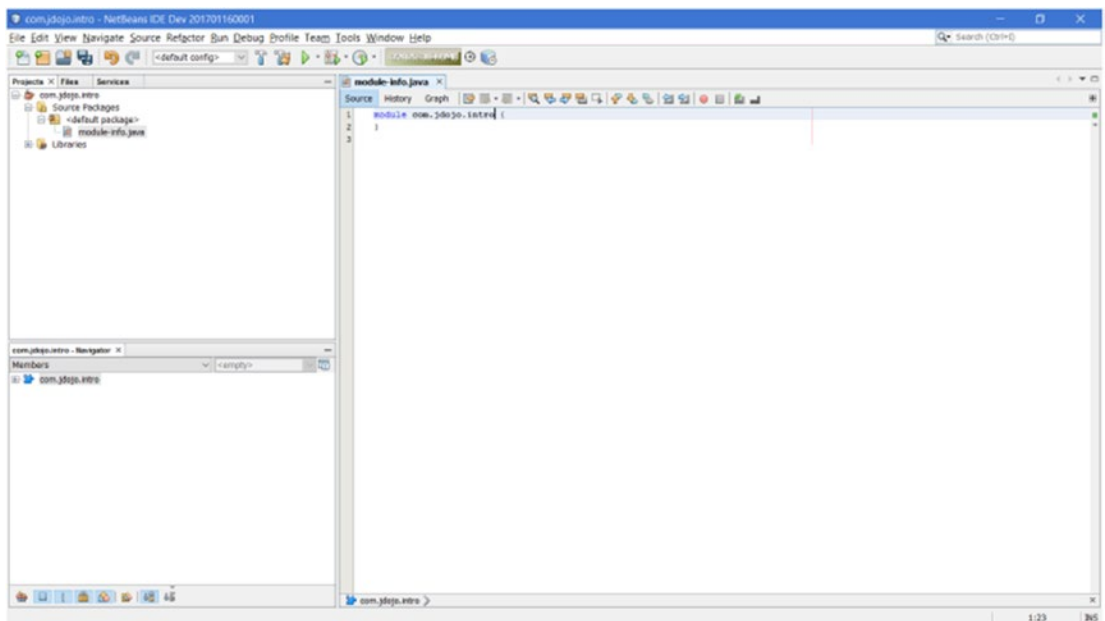 com.jdojo.intro - NetBeans IDE Dev 201701160001
File Edit View Navigate Source Refactor Run Debug Profile Team Tools Window Help
Search (Ctrl+I)
<default config>
Projects Files Services
com.jdojo.intro
Source Packages
<default package>
module-info.java
Libraries
module-info.java
Source History Graph
1 module com.jdojo.intro {
2 }
3
com.jdojo.intro - Navigator
Members
<empty>
com.jdojo.intro
com.jdojo.intro
1:23
INS